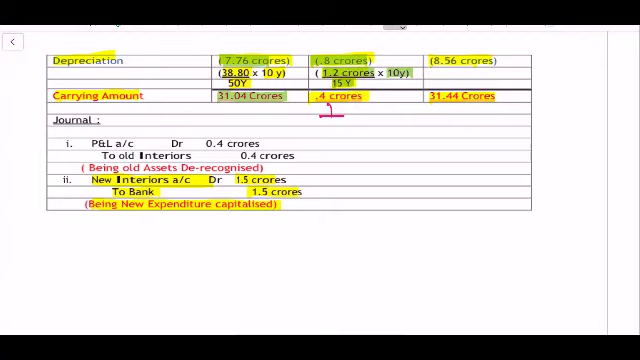 Depreciation (7.76 crores) (.8 crores) (8.56 crores)
(38.80 x 10 y) ( 1.2 crores x 10y)
50Y 15 Y
Carrying Amount 31.04 Crores .4 crores 31.44 Crores
Journal :
i. P&L a/c Dr 0.4 crores
To old Interiors 0.4 crores
( Being old Assets De-recognised)
ii. New Interiors a/c Dr 1.5 crores
To Bank 1.5 crores
(Being New Expenditure capitalised)